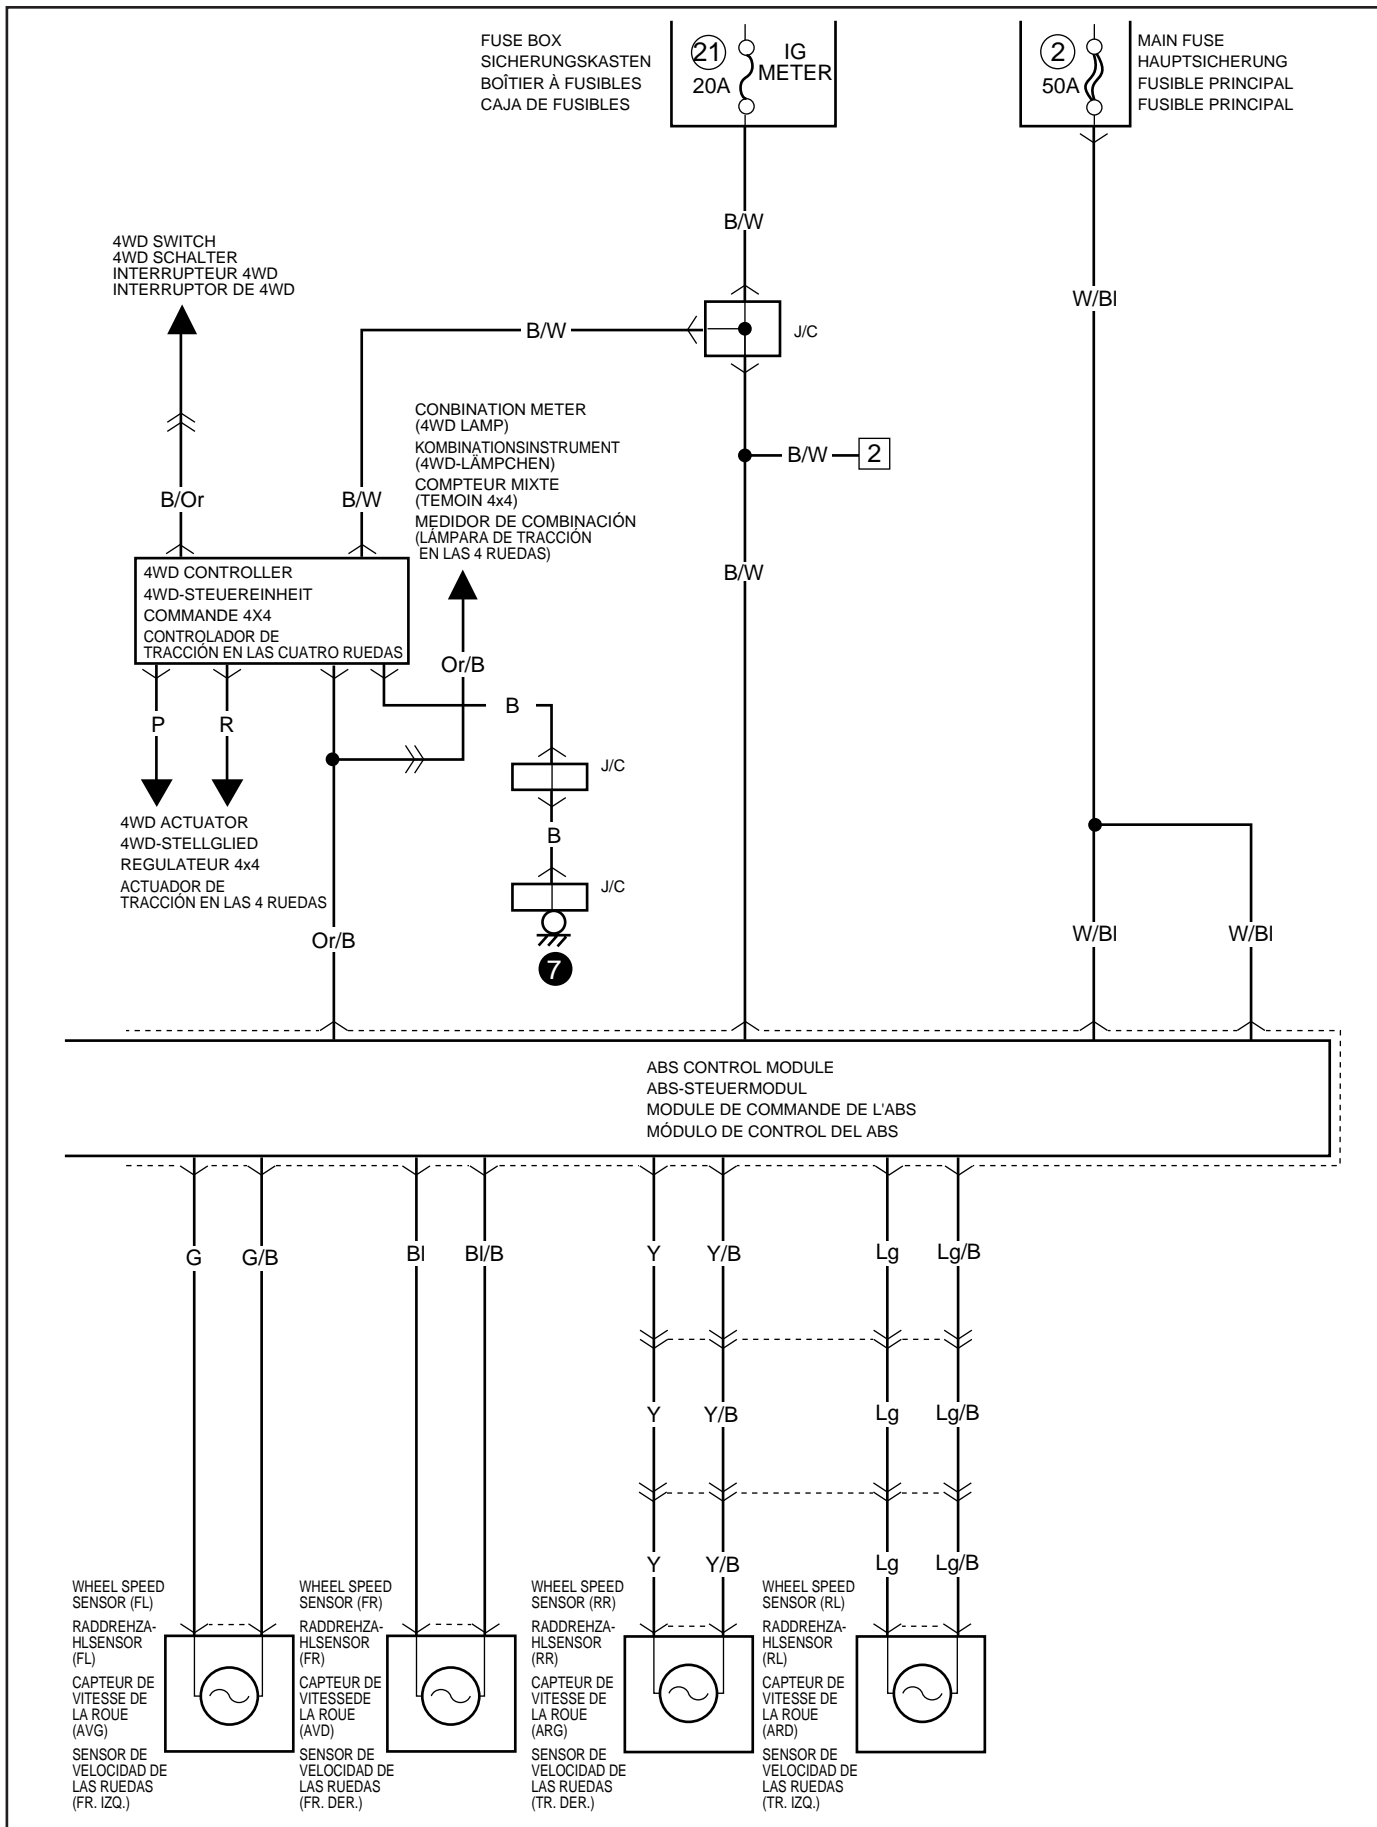 FUSE BOX
SICHERUNGSKASTEN
BOÎTIER À FUSIBLES
CAJA DE FUSIBLES
21
20A
IG
METER
2
50A
MAIN FUSE
HAUPTSICHERUNG
FUSIBLE PRINCIPAL
FUSIBLE PRINCIPAL
B/W
W/Bl
4WD SWITCH
4WD SCHALTER
INTERRUPTEUR 4WD
INTERRUPTOR DE 4WD
B/W
J/C
CONBINATION METER
(4WD LAMP)
KOMBINATIONSINSTRUMENT
(4WD-LÄMPCHEN)
COMPTEUR MIXTE
(TEMOIN 4x4)
MEDIDOR DE COMBINACIÓN
(LÁMPARA DE TRACCIÓN
EN LAS 4 RUEDAS)
B/W
2
B/Or
B/W
B/W
4WD CONTROLLER
4WD-STEUEREINHEIT
COMMANDE 4X4
CONTROLADOR DE
TRACCIÓN EN LAS CUATRO RUEDAS
Or/B
B
P
R
J/C
4WD ACTUATOR
4WD-STELLGLIED
REGULATEUR 4x4
ACTUADOR DE
TRACCIÓN EN LAS 4 RUEDAS
B
J/C
Or/B
7
W/Bl
W/Bl
ABS CONTROL MODULE
ABS-STEUERMODUL
MODULE DE COMMANDE DE L'ABS
MÓDULO DE CONTROL DEL ABS
G
G/B
Bl
Bl/B
Y
Y/B
Lg
Lg/B
Y
Y/B
Lg
Lg/B
Y
Y/B
Lg
Lg/B
WHEEL SPEED
SENSOR (FL)
RADDREHZA-
HLSENSOR
(FL)
CAPTEUR DE
VITESSE DE
LA ROUE
(AVG)
SENSOR DE
VELOCIDAD DE
LAS RUEDAS
(FR. IZQ.)
WHEEL SPEED
SENSOR (FR)
RADDREHZA-
HLSENSOR
(FR)
CAPTEUR DE
VITESSEDE
LA ROUE
(AVD)
SENSOR DE
VELOCIDAD DE
LAS RUEDAS
(FR. DER.)
WHEEL SPEED
SENSOR (RR)
RADDREHZA-
HLSENSOR
(RR)
CAPTEUR DE
VITESSE DE
LA ROUE
(ARG)
SENSOR DE
VELOCIDAD DE
LAS RUEDAS
(TR. DER.)
WHEEL SPEED
SENSOR (RL)
RADDREHZA-
HLSENSOR
(RL)
CAPTEUR DE
VITESSE DE
LA ROUE
(ARD)
SENSOR DE
VELOCIDAD DE
LAS RUEDAS
(TR. IZQ.)